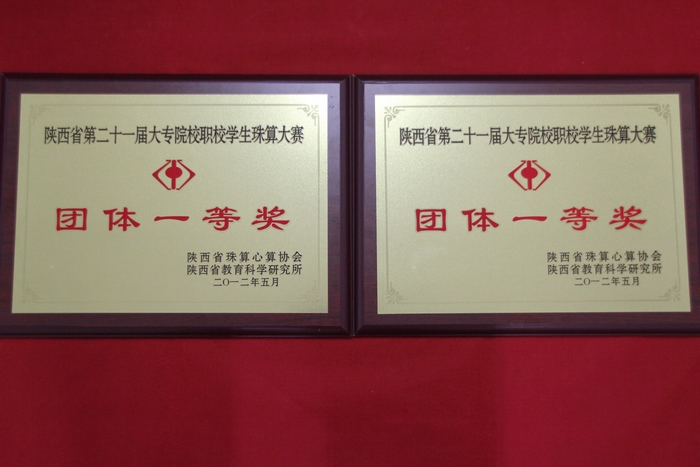 陕西省第二十一届大专院校职校学生珠算大赛
团体一等奖
陕西省珠算心算协会
陕西省教育科学研究所
二〇一二年五月
陕西省第二十一届大专院校职校学生珠算大赛
团体一等奖
陕西省珠算心算协会
陕西省教育科学研究所
二〇一二年五月